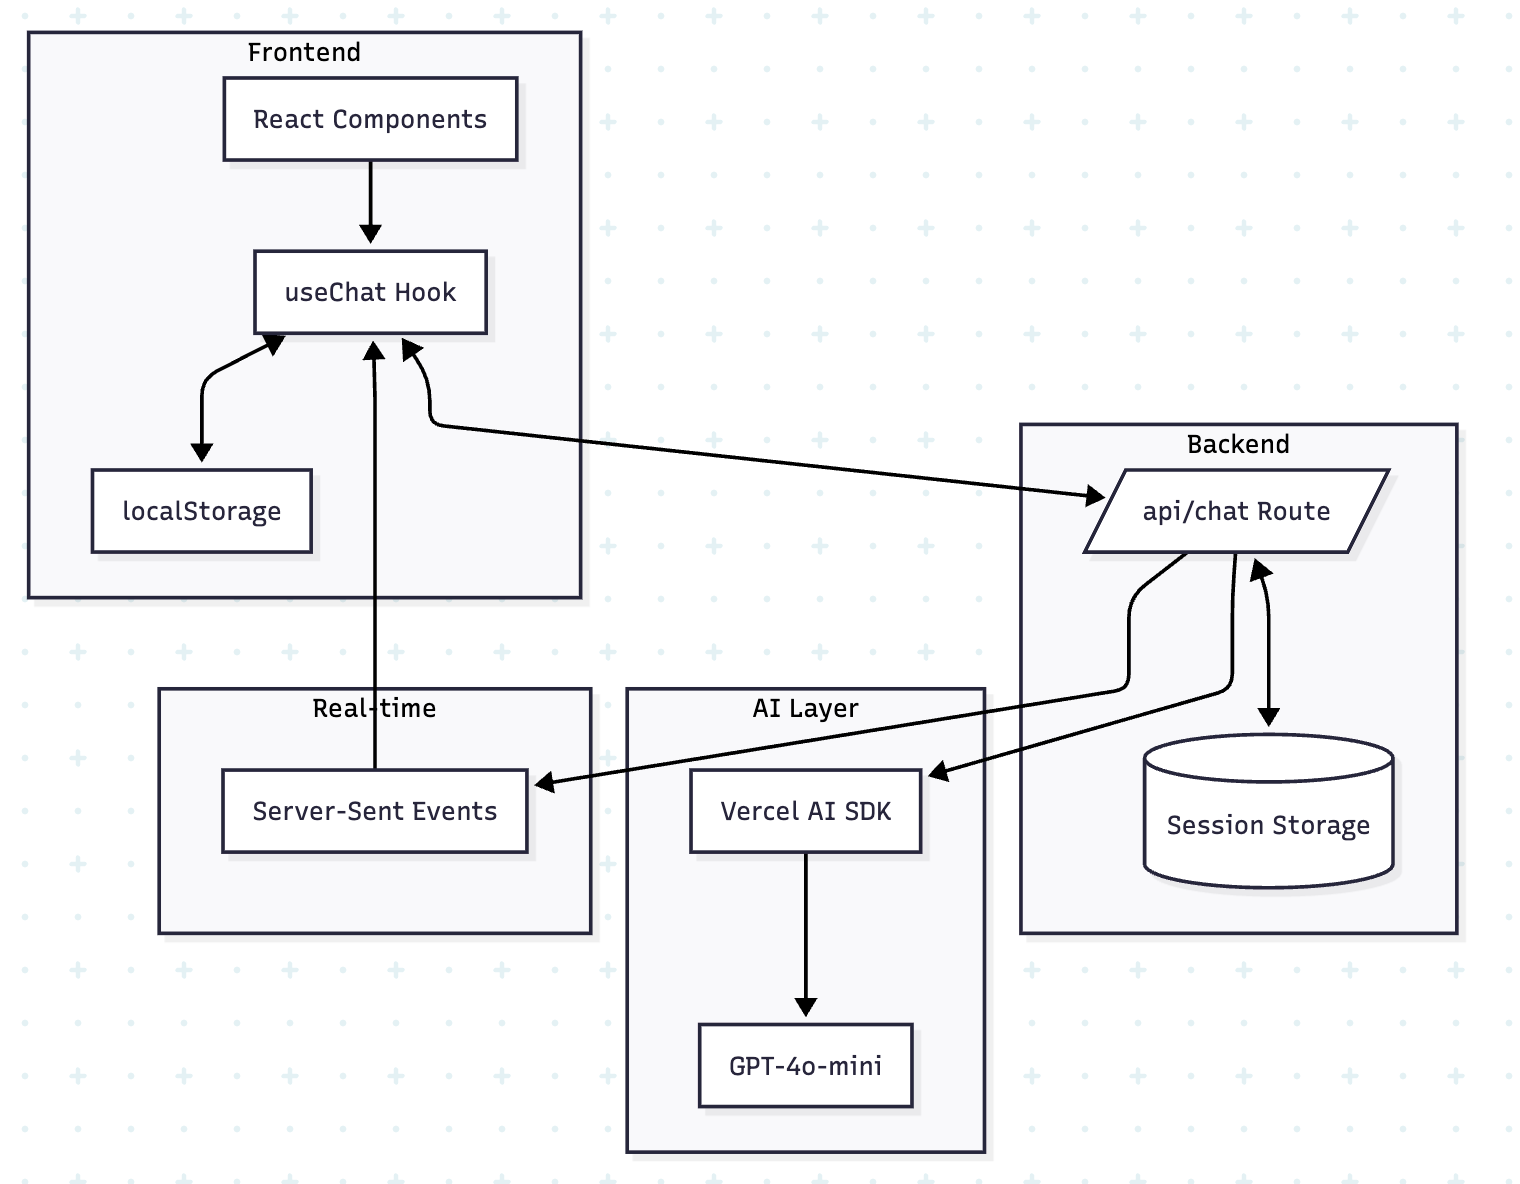 Frontend
React Components
useChat Hook
localStorage
Backend
api/chat Route
Session Storage
Real-time
Server-Sent Events
AI Layer
Vercel AI SDK
GPT-4o-mini